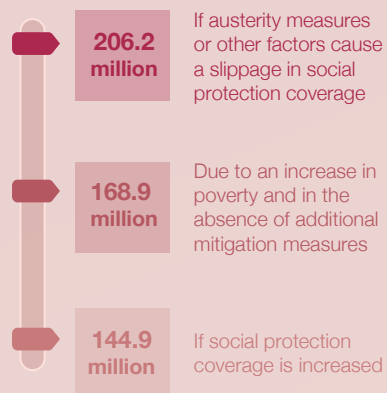 206.2
million
If austerity measures
or other factors cause
a slippage in social
protection coverage
168.9
million
Due to an increase in
poverty and in the
absence of additional
mitigation measures
144.9
million
If social protection
coverage is increased